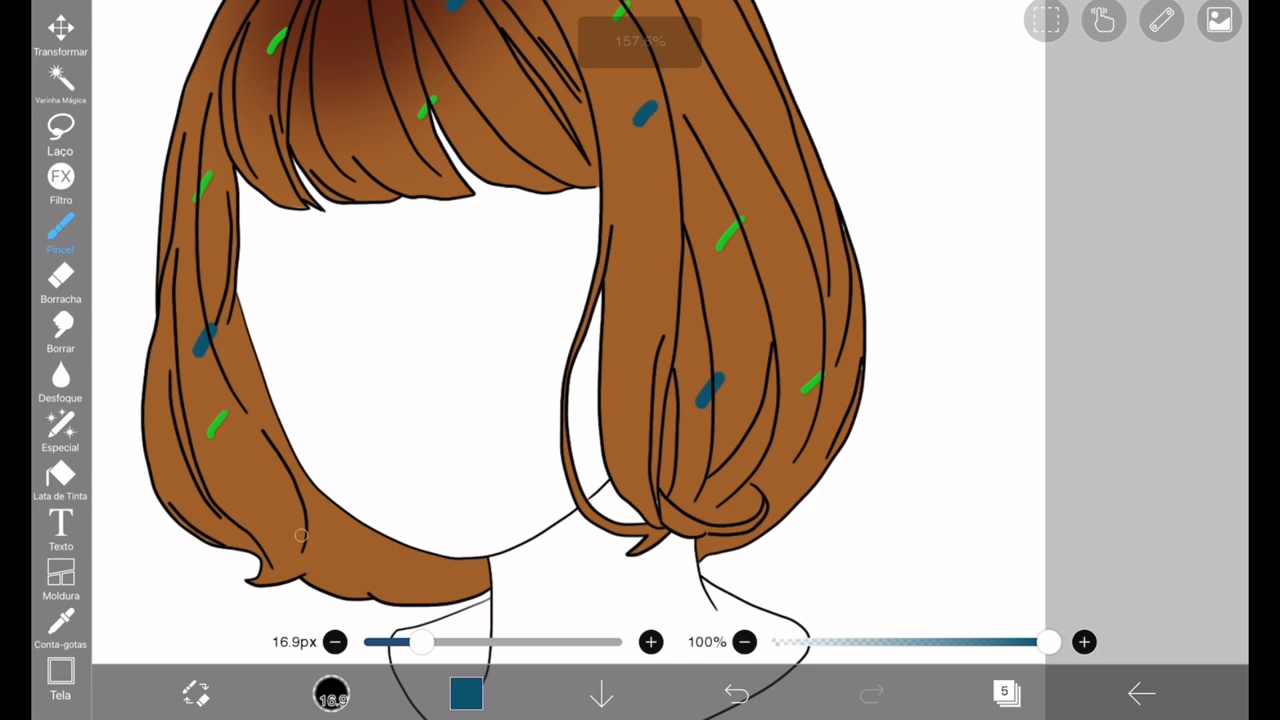 157.6%
Transformar
Varinha Mágica
Laço
FX
Filtro
Pincel
Borracha
Borrar
Desfoque
Especial
Lata de Tinta
T
Texto
Moldura
Conta-gotas
Tela
16.9px
100%
16.9
5